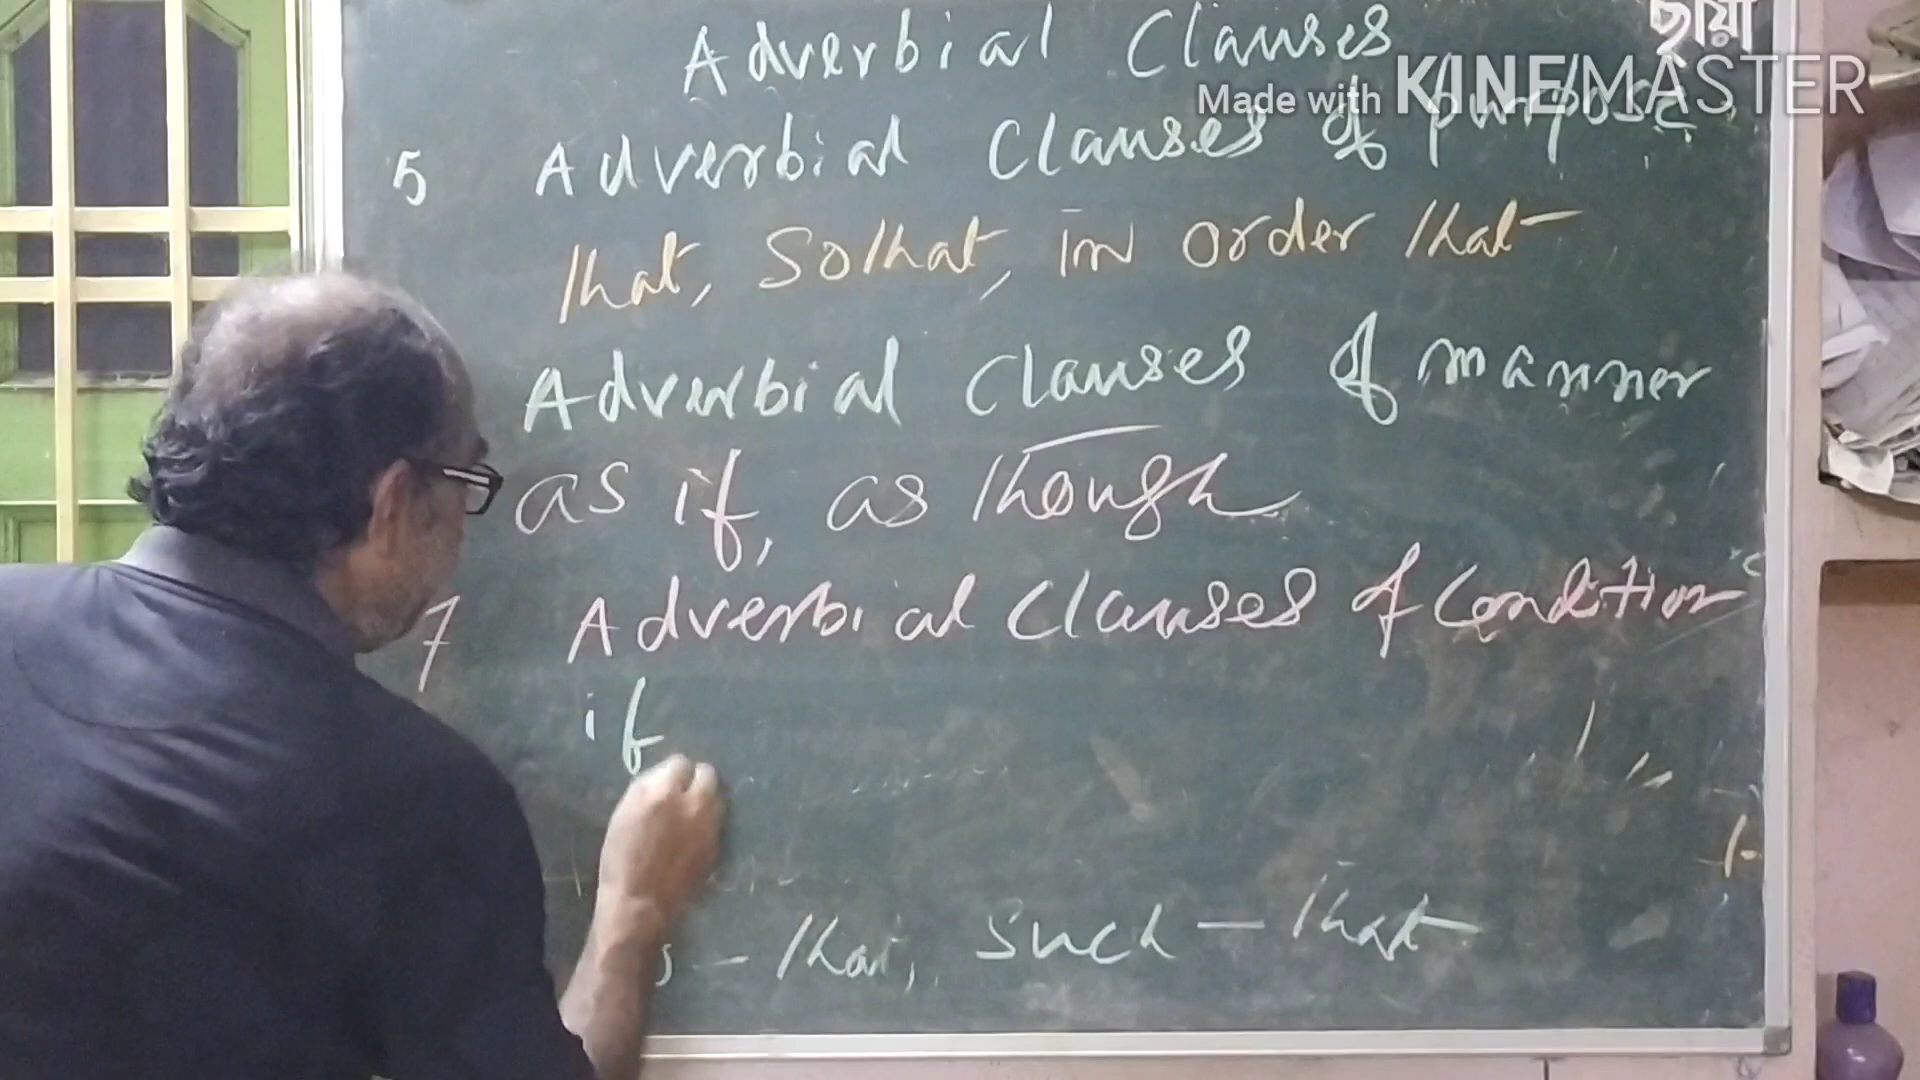 ছায়া
Adverbial Clauses
Made with KINEMASTER
5 Adverbial Clauses of purpose
that, So that, in order that
Adverbial Clauses of manner
as if, as though
7 Adverbial Clauses of Condition
if
- that, Such - that